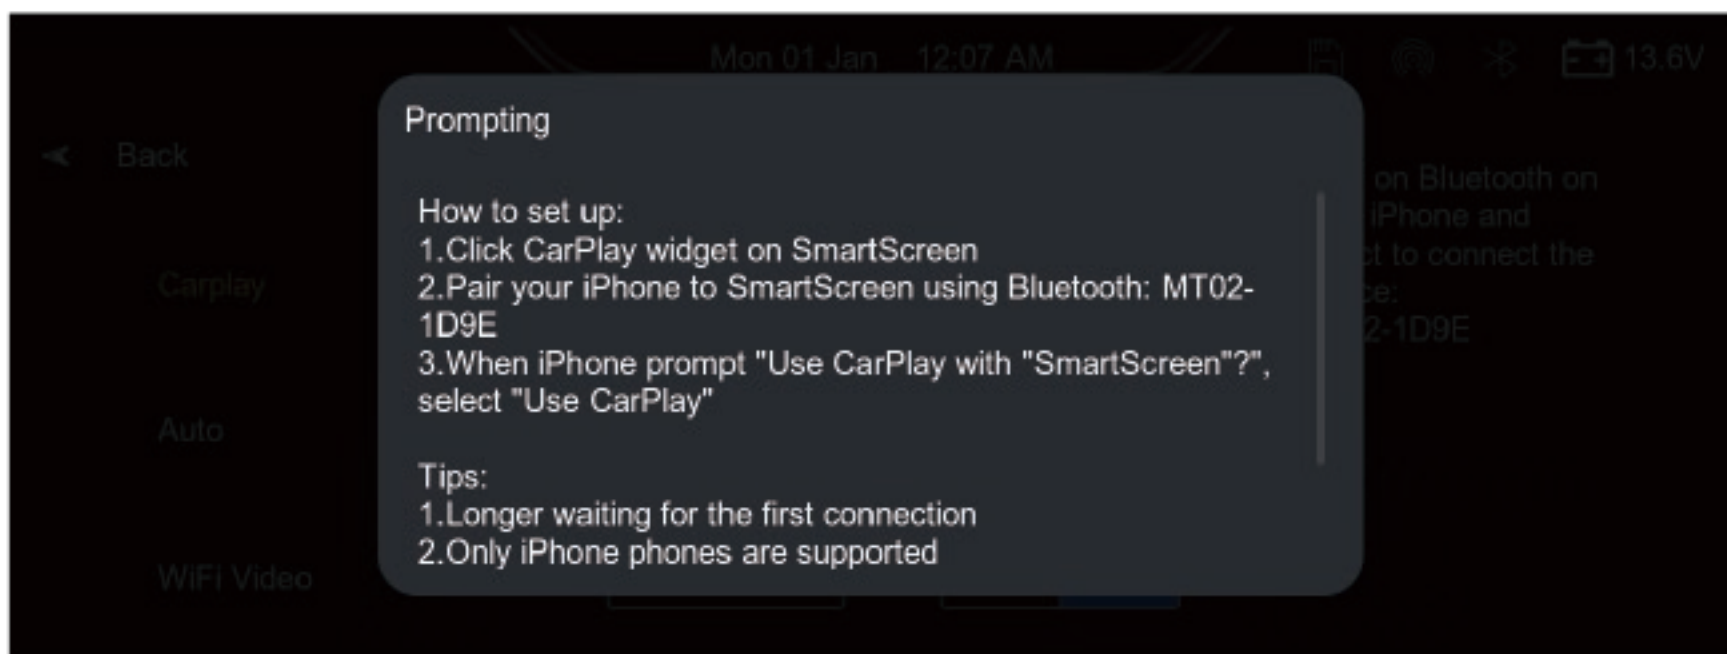 Mon 01 Jan 12:07 AM
13.6V
Back
Prompting
How to set up:
1.Click CarPlay widget on SmartScreen
2.Pair your iPhone to SmartScreen using Bluetooth: MT02-
1D9E
3.When iPhone prompt "Use CarPlay with "SmartScreen"?",
select "Use CarPlay"
Tips:
1.Longer waiting for the first connection
2.Only iPhone phones are supported
Carplay
Auto
WiFi Video
on Bluetooth on
iPhone and
ct to connect the
ce:
2-1D9E